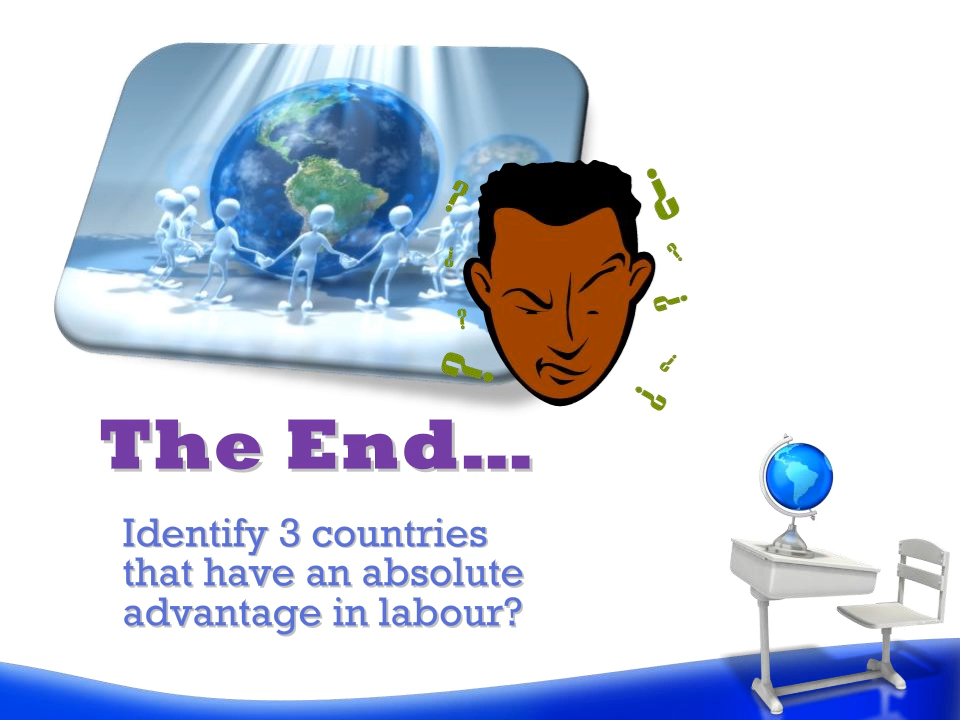 The End...
Identify 3 countries
that have an absolute
advantage in labour?